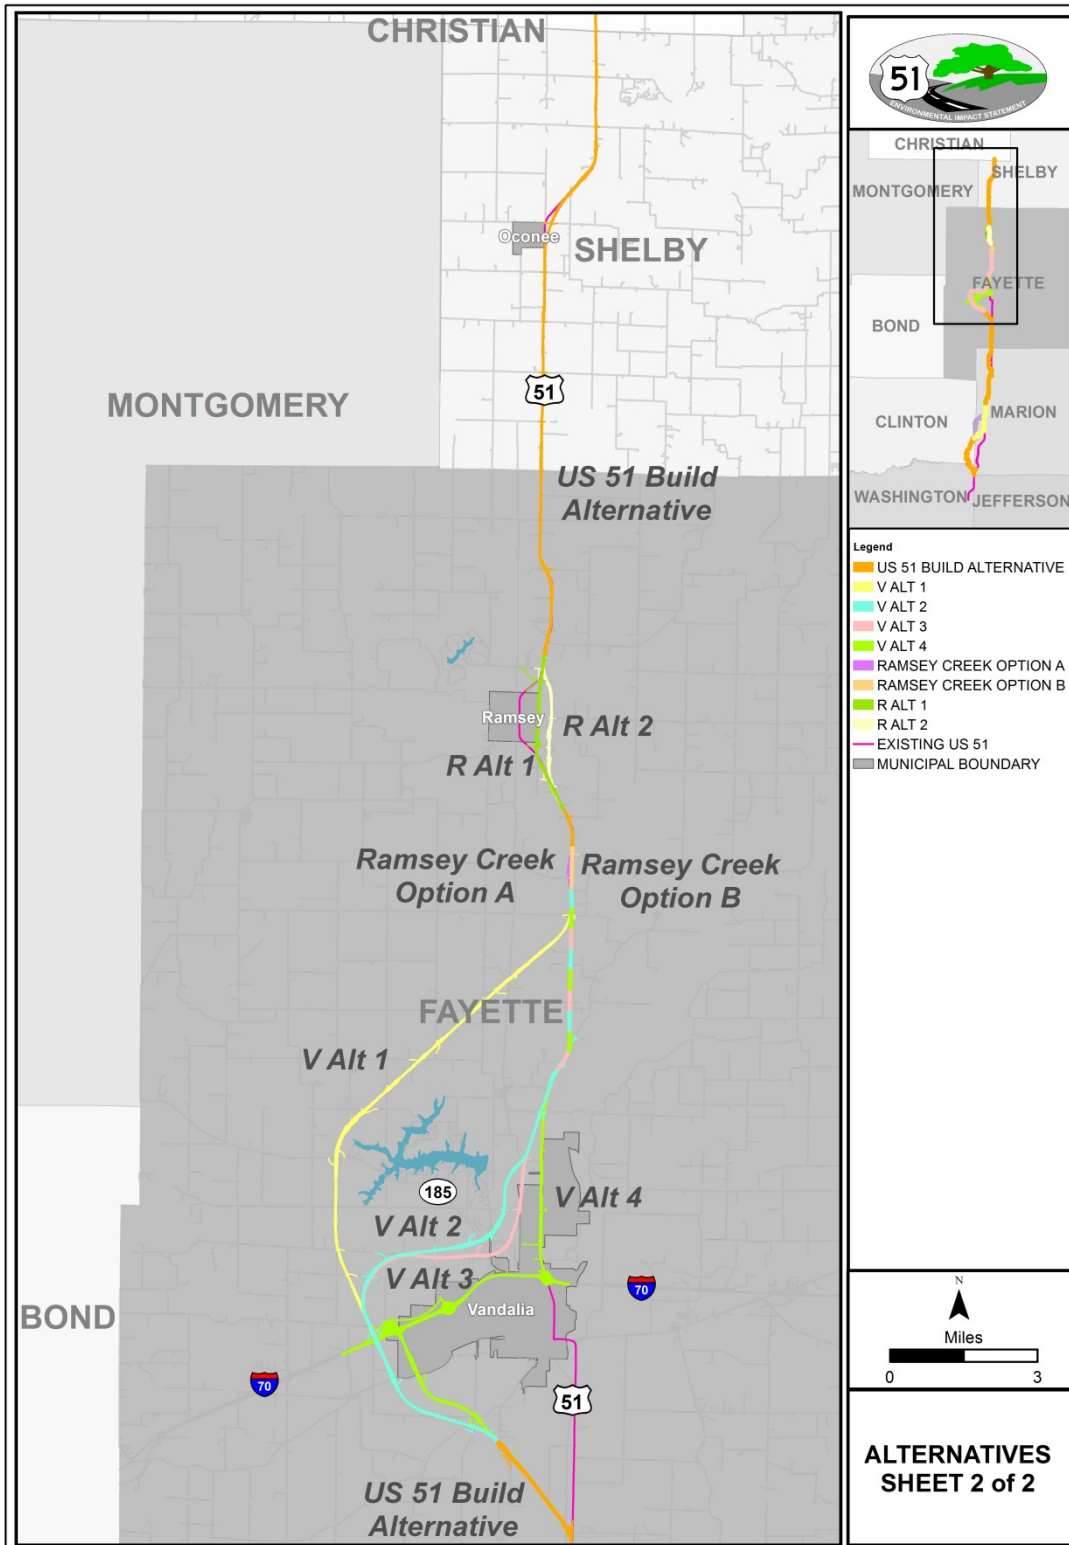 CHRISTIAN
Oconee
SHELBY
51
MONTGOMERY
US 51 Build
Alternative
Ramsey
R Alt 2
R Alt 1
Ramsey Creek
Option A
Ramsey Creek
Option B
FAYETTE
V Alt 1
185
V Alt 2
V Alt 4
V Alt 3
70
Vandalia
BOND
70
51
US 51 Build
Alternative
51
ENVIRONMENTAL IMPACT STATEMENT
CHRISTIAN
SHELBY
MONTGOMERY
FAYETTE
BOND
MARION
CLINTON
WASHINGTON
JEFFERSON
Legend
US 51 BUILD ALTERNATIVE
V ALT 1
V ALT 2
V ALT 3
V ALT 4
RAMSEY CREEK OPTION A
RAMSEY CREEK OPTION B
R ALT 1
R ALT 2
EXISTING US 51
MUNICIPAL BOUNDARY
N
Miles
0 3
ALTERNATIVES
SHEET 2 of 2